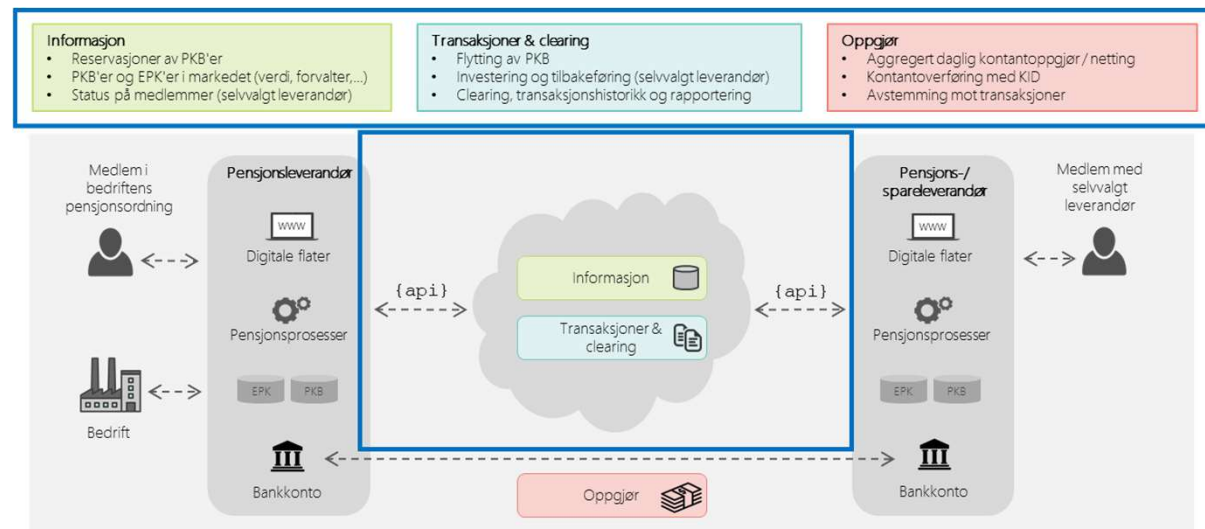 Informasjon
• Reservasjoner av PKB'er
• PKB'er og EPK'er i markedet (verdi, forvalter,...)
• Status på medlemmer (selvvalgt leverandør)
Transaksjoner & clearing
• Flytting av PKB
• Investering og tilbakeføring (selvvalgt leverandør)
• Clearing, transaksjonshistorikk og rapportering
Oppgjør
• Aggregert daglig kontantoppgjør / netting
• Kontantoverføring med KID
• Avstemming mot transaksjoner
Medlem i
bedriftens
pensjonsordning
Bedrift
Pensjonsleverandør
www
Digitale flater
Pensjonsprosesser
EPK PKB
Bankkonto
{api}
Informasjon
Transaksjoner &
clearing
{api}
Oppgjør
Pensjons-/
spareleverandør
www
Digitale flater
Pensjonsprosesser
EPK PKB
Bankkonto
Medlem med
selvvalgt
leverandør